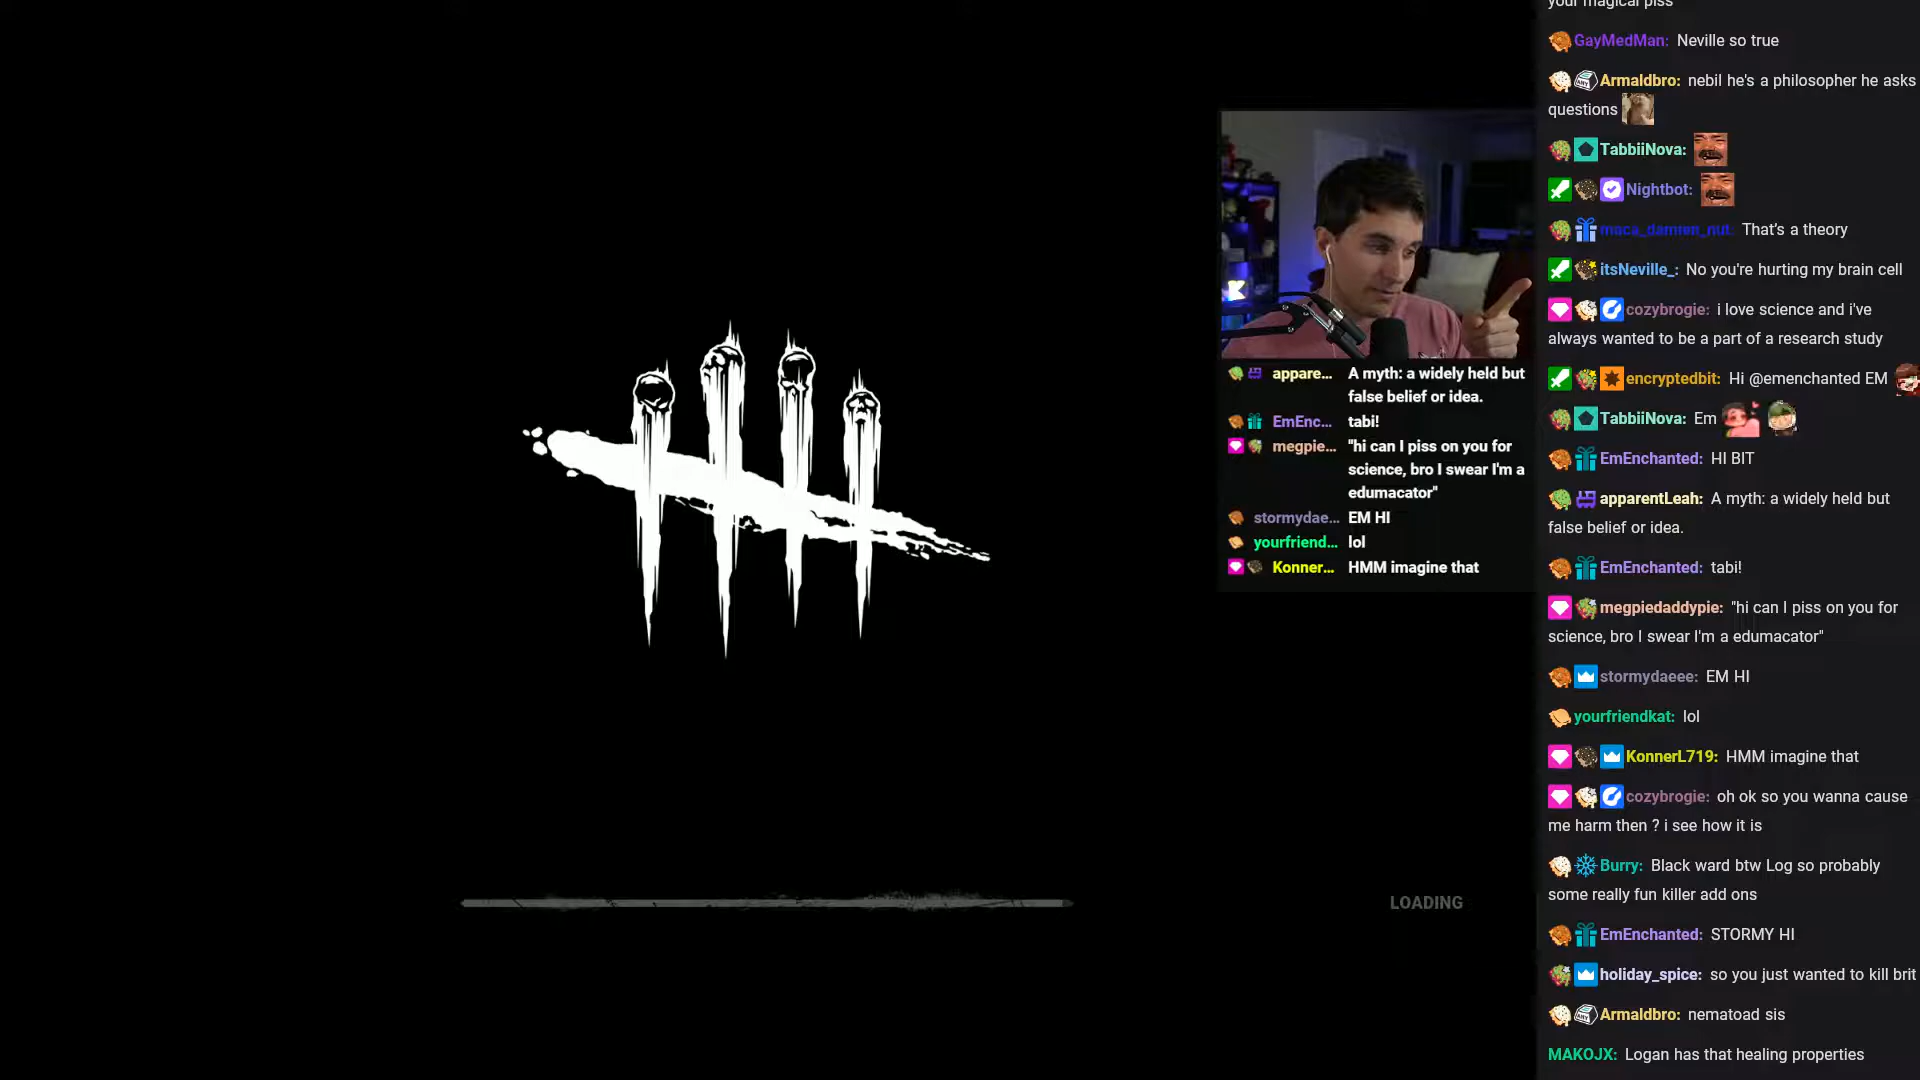 your magical piss
GayMedMan: Neville so true
Armaldbro: nebil he's a philosopher he asks
questions
TabbiiNova:
Nightbot:
maca_damien_nut: That's a theory
itsNeville_: No you're hurting my brain cell
cozybrogie: i love science and i've
always wanted to be a part of a research study
encryptedbit: Hi @emenchanted EM
TabbiiNova: Em
EmEnchanted: HI BIT
apparentLeah: A myth: a widely held but
false belief or idea.
EmEnchanted: tabi!
megpiedaddypie: "hi can I piss on you for
science, bro I swear I'm a edumacator"
stormydaeee: EM HI
yourfriendkat: lol
KonnerL719: HMM imagine that
cozybrogie: oh ok so you wanna cause
me harm then ? i see how it is
Burry: Black ward btw Log so probably
some really fun killer add ons
EmEnchanted: STORMY HI
holiday_spice: so you just wanted to kill brit
Armaldbro: nematoad sis
MAKOJX: Logan has that healing properties
appare... A myth: a widely held but
false belief or idea.
EmEnc... tabi!
megpie... "hi can I piss on you for
science, bro I swear I'm a
edumacator"
stormydae... EM HI
yourfriend... lol
Konner... HMM imagine that
LOADING